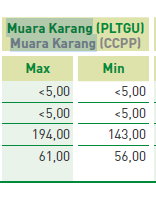 Muara Karang (PLTGU)
Muara Karang (CCPP)
Max Min
<5,00 <5,00
<5,00 <5,00
194,00 143,00
61,00 56,00